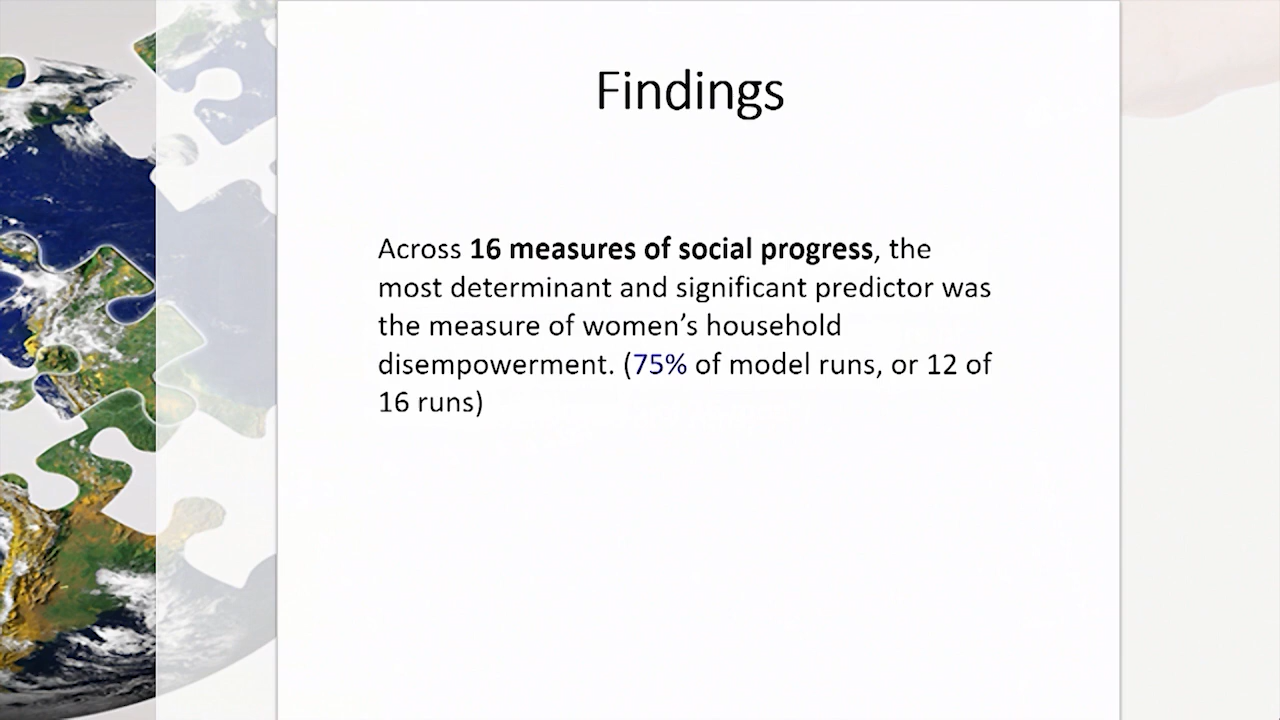 Findings
Across 16 measures of social progress, the
most determinant and significant predictor was
the measure of women’s household
disempowerment. (75% of model runs, or 12 of
16 runs)